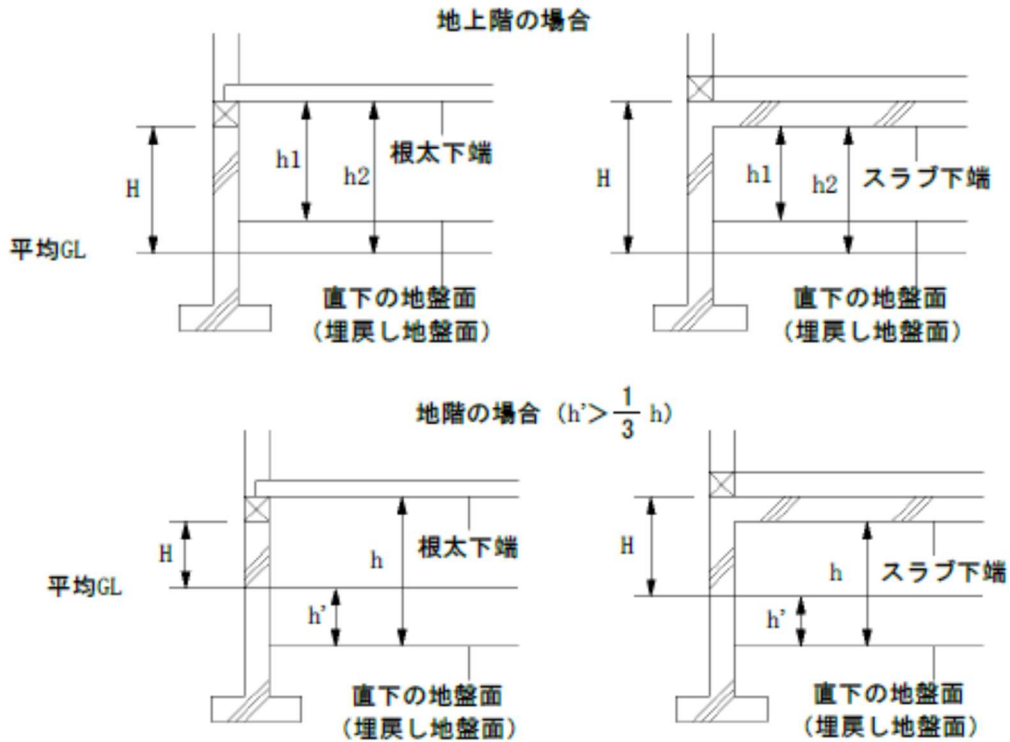 地上階の場合
H
h1
h2
根太下端
平均GL
直下の地盤面
(埋戻し地盤面)
H
h1
h2
スラブ下端
直下の地盤面
(埋戻し地盤面)
地階の場合 (h'>1/3 h)
H
h
根太下端
平均GL
h'
直下の地盤面
(埋戻し地盤面)
H
h
スラブ下端
h'
直下の地盤面
(埋戻し地盤面)